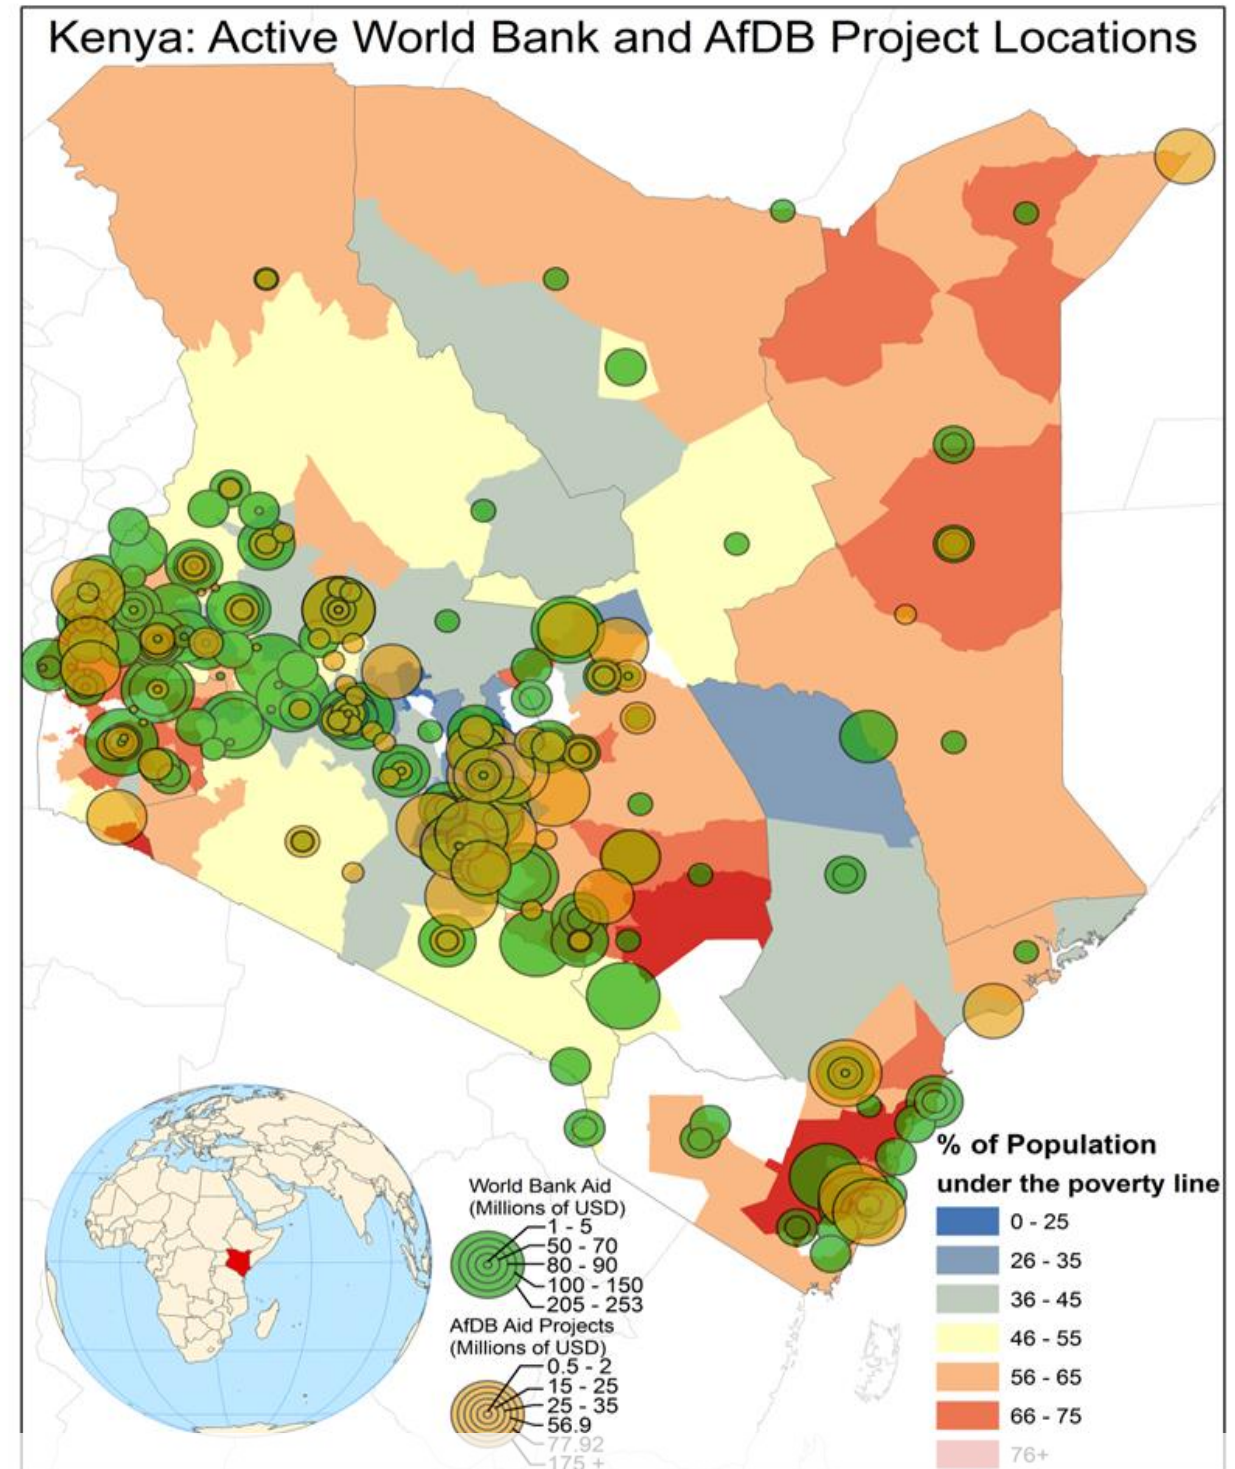 Kenya: Active World Bank and AfDB Project Locations
% of Population
under the poverty line
0 - 25
26 - 35
36 - 45
46 - 55
56 - 65
66 - 75
76+
World Bank Aid
(Millions of USD)
1 - 5
50 - 70
80 - 90
100 - 150
205 - 253
AfDB Aid Projects
(Millions of USD)
0.5 - 2
15 - 25
25 - 35
56.9
77.92
175 +